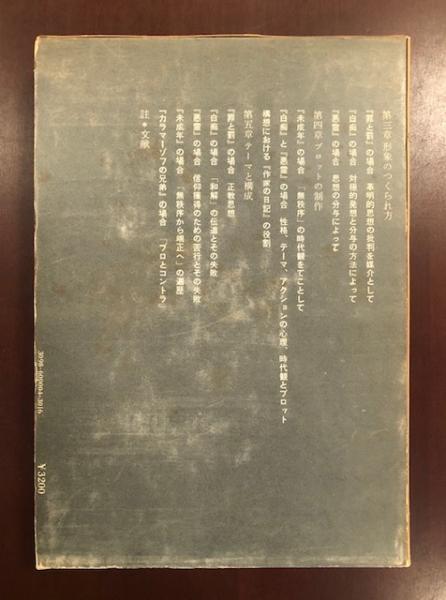 第三章 形象のつくられ方
『罪と罰』の場合 革明的思想の批判を媒介として
『白痴』の場合 対極的発想と分与の方法によって
『悪霊』の場合 思想の分与によって
第四章 プロットの制作
『未成年』の場合 「無秩序」の時代観をてことして
『白痴』と『悪霊』の場合 性格、テーマ、アクションの心理、時代観とプロット
構想における『作家の日記』の役割
第五章 テーマと構成
『罪と罰』の場合 正教思想
『白痴』の場合 「和解」の伝道とその失敗
『悪霊』の場合 信仰獲得のための苦行とその失敗
『未成年』の場合 「無秩序から端正へ」の遍歴
『カラマーゾフの兄弟』の場合 「プロとコントラ」
註*文献
¥3200